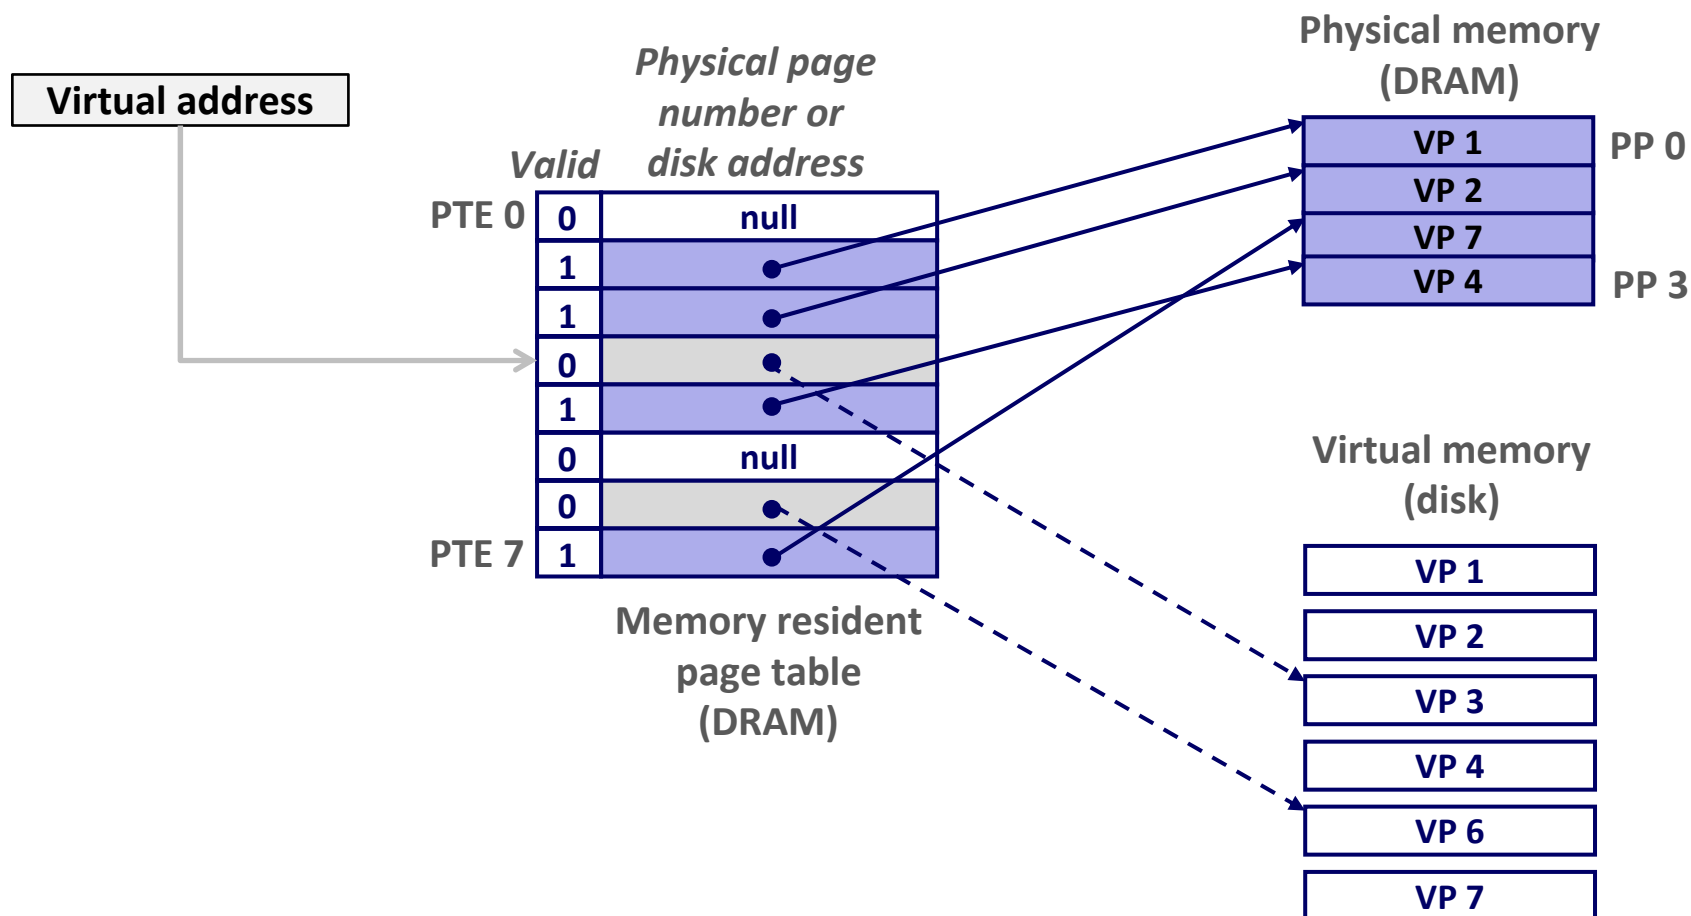 Virtual address
Physical page
number or
disk address
Valid
PTE 0
0
null
1
1
0
1
0
null
0
PTE 7
1
Memory resident
page table
(DRAM)
Physical memory
(DRAM)
VP 1
PP 0
VP 2
VP 7
VP 4
PP 3
Virtual memory
(disk)
VP 1
VP 2
VP 3
VP 4
VP 6
VP 7